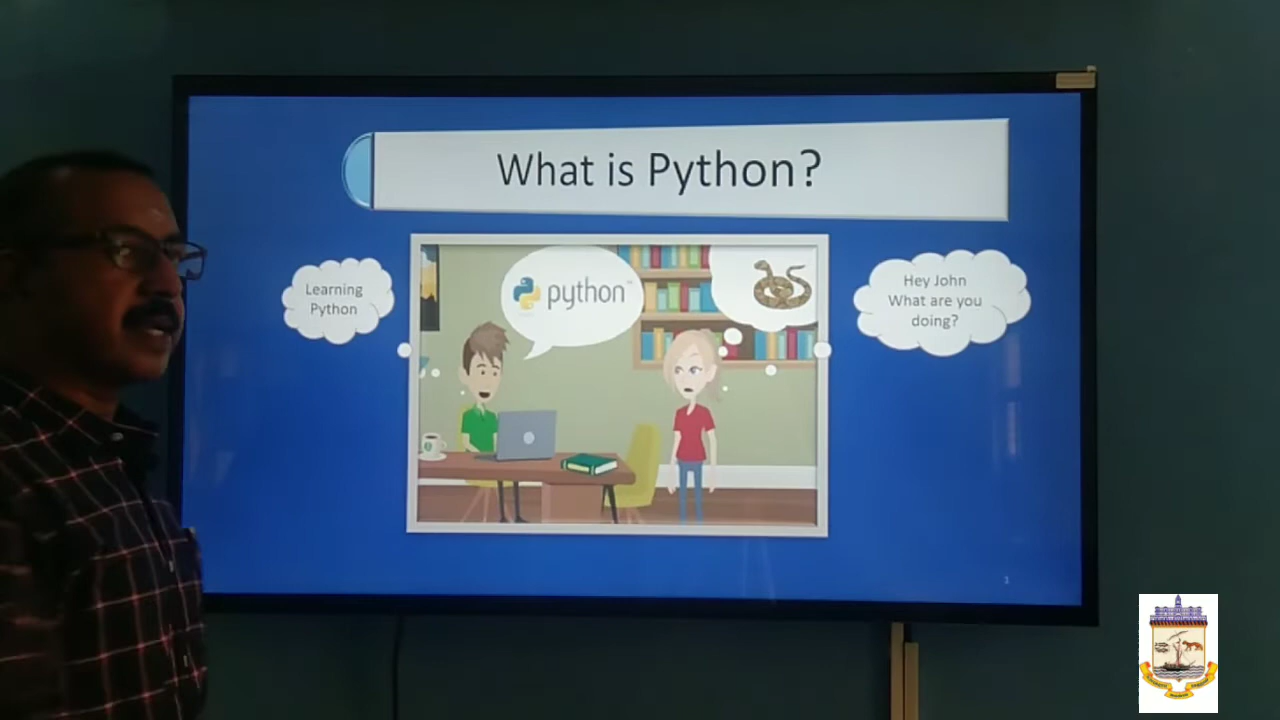 What is Python?
Learning
Python
python
Hey John
What are you
doing?